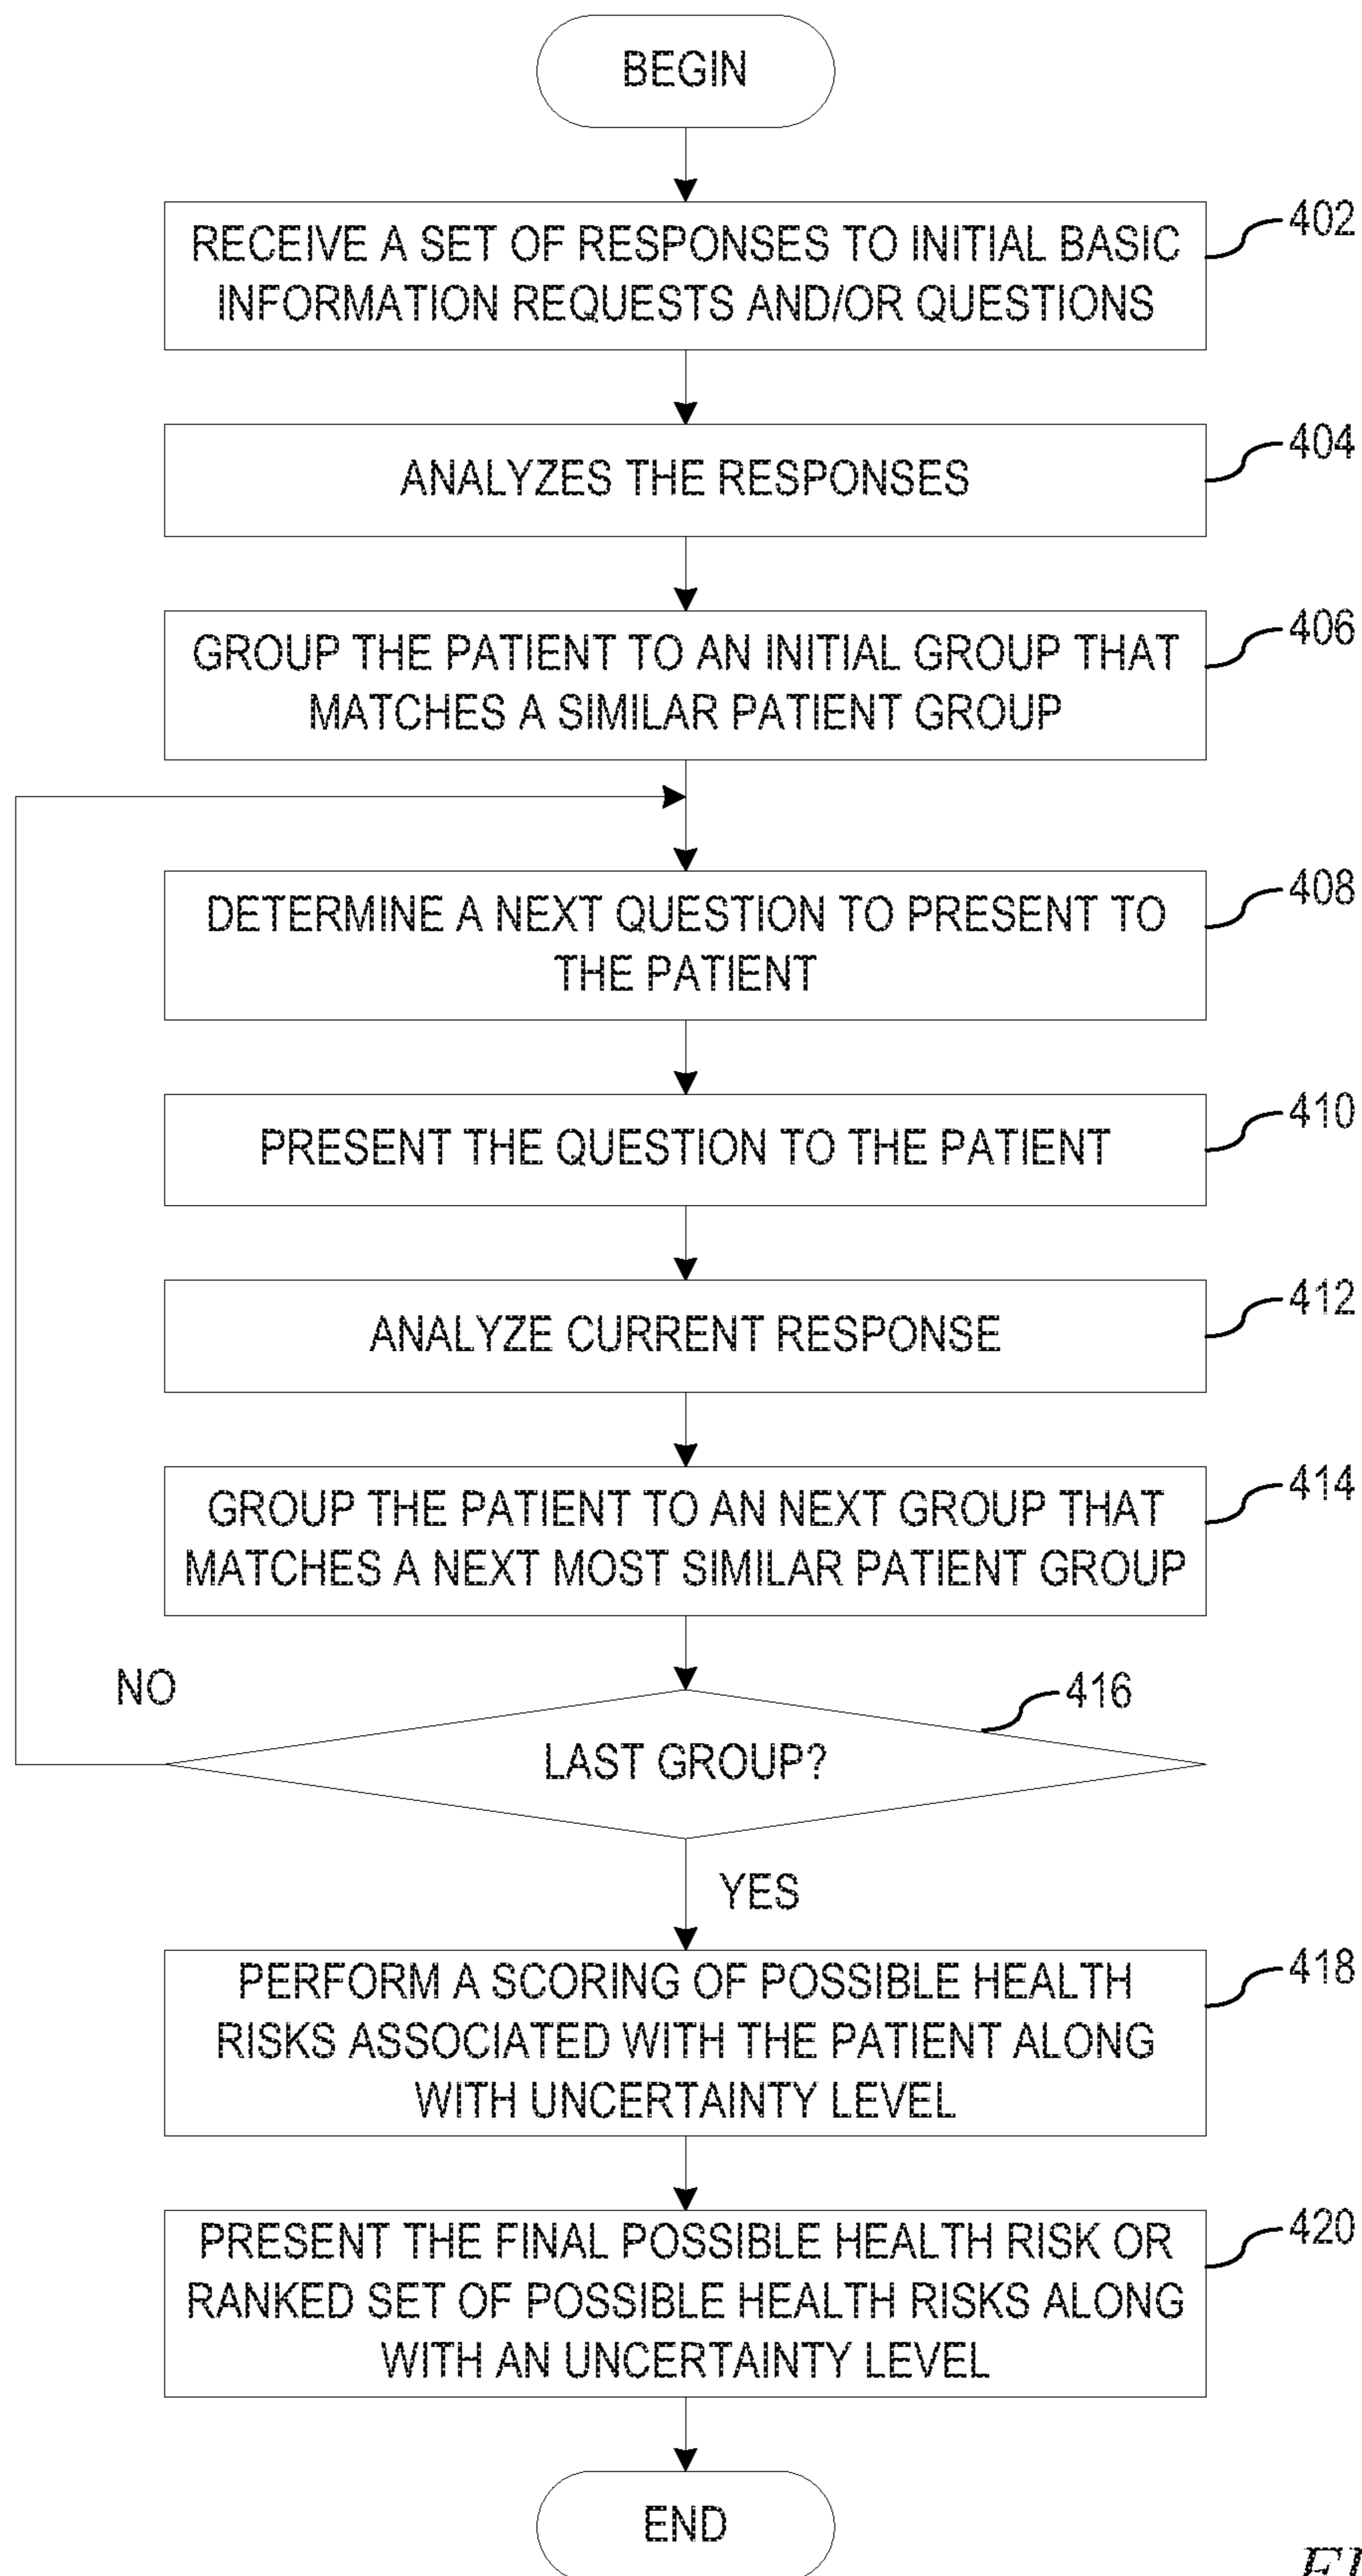 BEGIN
RECEIVE A SET OF RESPONSES TO INITIAL BASIC
INFORMATION REQUESTS AND/OR QUESTIONS
402
ANALYZES THE RESPONSES
404
GROUP THE PATIENT TO AN INITIAL GROUP THAT
MATCHES A SIMILAR PATIENT GROUP
406
DETERMINE A NEXT QUESTION TO PRESENT TO
THE PATIENT
408
PRESENT THE QUESTION TO THE PATIENT
410
ANALYZE CURRENT RESPONSE
412
GROUP THE PATIENT TO AN NEXT GROUP THAT
MATCHES A NEXT MOST SIMILAR PATIENT GROUP
414
NO
LAST GROUP?
416
YES
PERFORM A SCORING OF POSSIBLE HEALTH
RISKS ASSOCIATED WITH THE PATIENT ALONG
WITH UNCERTAINTY LEVEL
418
PRESENT THE FINAL POSSIBLE HEALTH RISK OR
RANKED SET OF POSSIBLE HEALTH RISKS ALONG
WITH AN UNCERTAINTY LEVEL
420
END